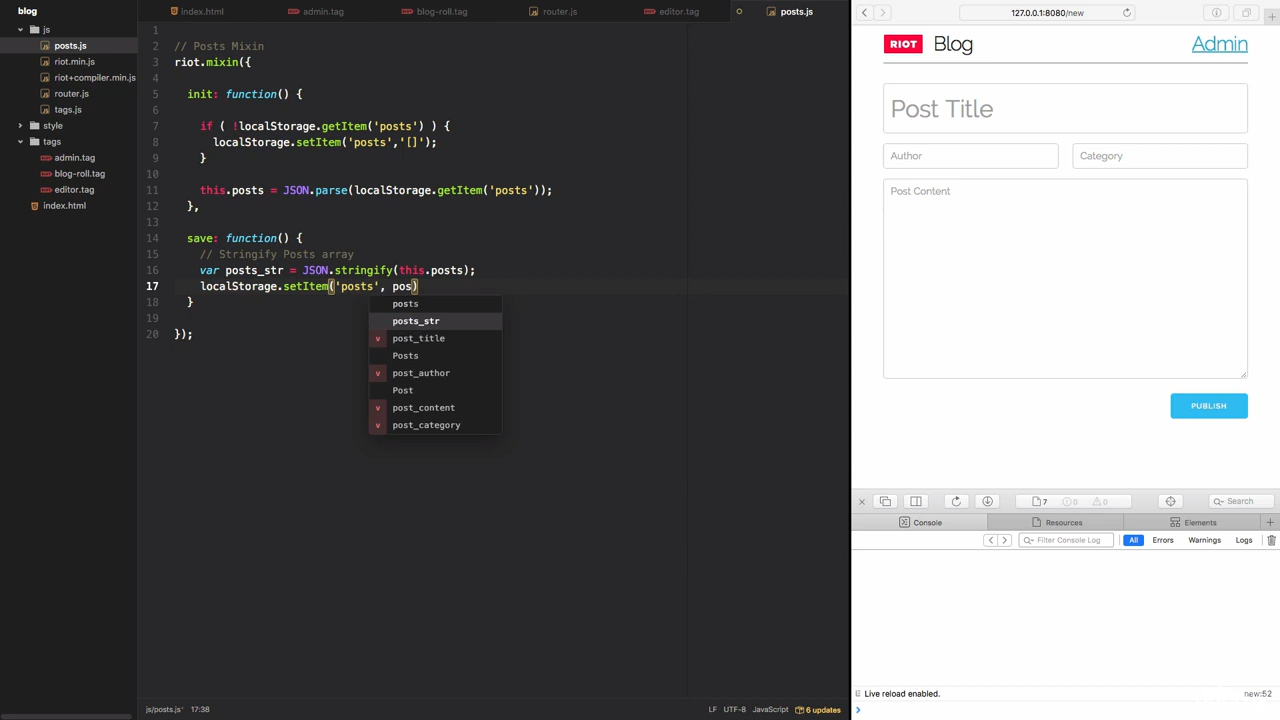 blog
js
posts.js
riot.min.js
riot+compiler.min.js
router.js
tags.js
style
tags
admin.tag
blog-roll.tag
editor.tag
index.html
index.html admin.tag blog-roll.tag router.js editor.tag posts.js
1
2 // Posts Mixin
3 riot.mixin({
4
5 init: function() {
6
7 if ( !localStorage.getItem('posts') ) {
8 localStorage.setItem('posts','[]');
9 }
10
11 this.posts = JSON.parse(localStorage.getItem('posts'));
12 },
13
14 save: function() {
15 // Stringify Posts array
16 var posts_str = JSON.stringify(this.posts);
17 localStorage.setItem('posts', pos)
18 }
19
20 });
posts
posts_str
v post_title
Posts
v post_author
Post
v post_content
v post_category
js/posts.js* 17:38 LF UTF-8 JavaScript 6 updates
127.0.0.1:8080/new
RIOT Blog Admin
Post Title
Author Category
Post Content
PUBLISH
7 0 0 Search
Console Resources Elements
Filter Console Log All Errors Warnings Logs
Live reload enabled. new:52